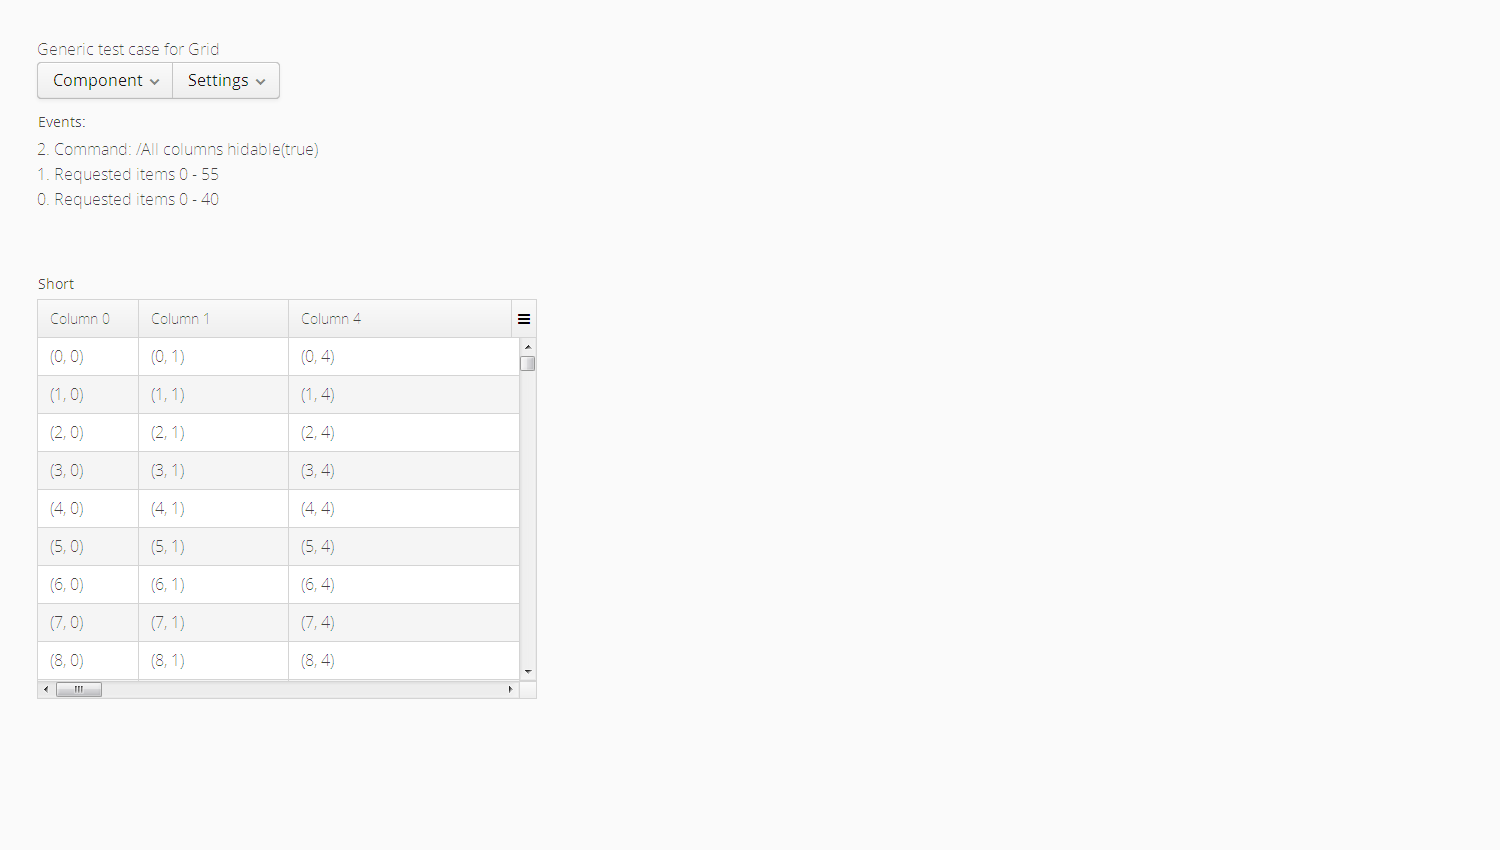 Generic test case for Grid
Component Settings
Events:
2. Command: /All columns hidable(true)
1. Requested items 0 - 55
0. Requested items 0 - 40
Short
Column 0 Column 1 Column 4
(0, 0) (0, 1) (0, 4)
(1, 0) (1, 1) (1, 4)
(2, 0) (2, 1) (2, 4)
(3, 0) (3, 1) (3, 4)
(4, 0) (4, 1) (4, 4)
(5, 0) (5, 1) (5, 4)
(6, 0) (6, 1) (6, 4)
(7, 0) (7, 1) (7, 4)
(8, 0) (8, 1) (8, 4)